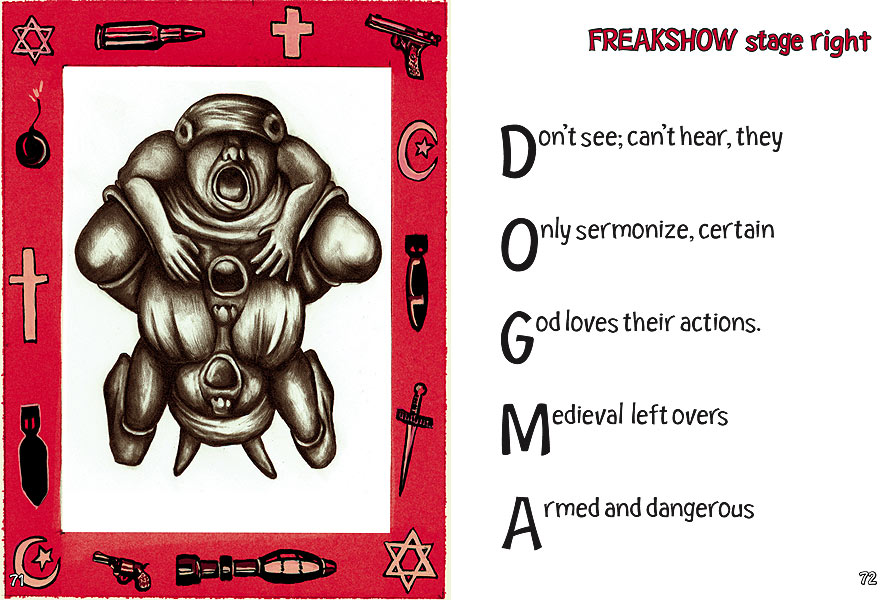 71
FREAKSHOW stage right
Don't see; can't hear, they
Only sermonize, certain
God loves their actions.
Medieval left overs
Armed and dangerous
72